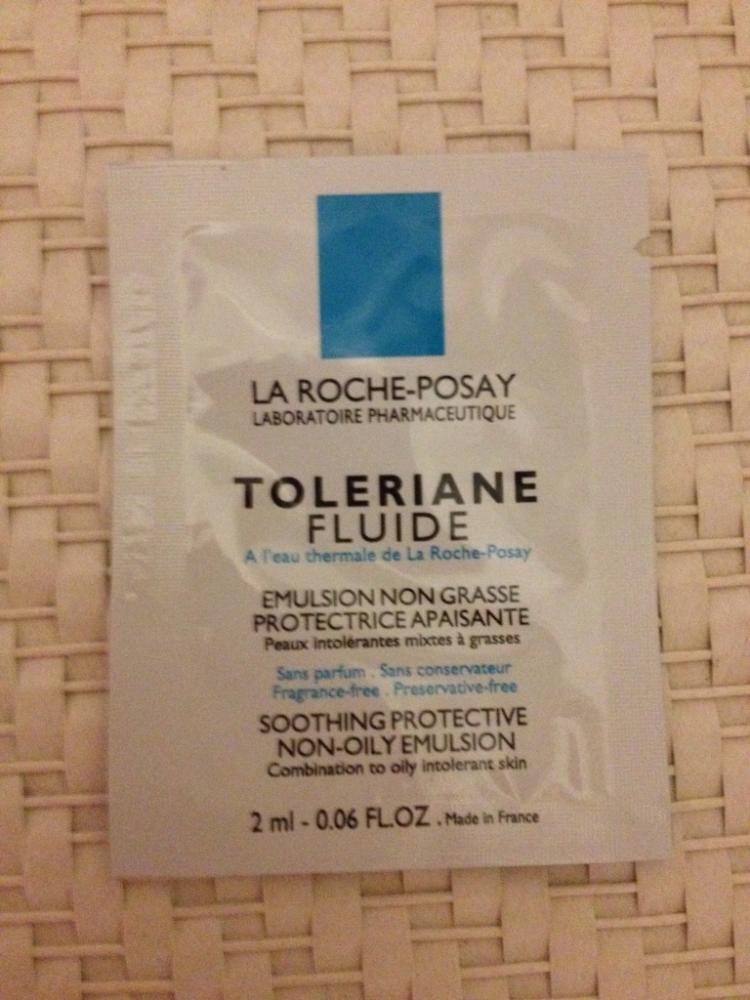 LA ROCHE-POSAY
LABORATOIRE PHARMACEUTIQUE
TOLERIANE
FLUIDE
A l'eau thermale de La Roche-Posay
EMULSION NON GRASSE
PROTECTRICE APAISANTE
Peaux intolérantes mixtes à grasses
Sans parfum . Sans conservateur
Fragrance-free . Preservative-free
SOOTHING PROTECTIVE
NON-OILY EMULSION
Combination to oily intolerant skin
2 ml - 0.06 FL.OZ . Made in France